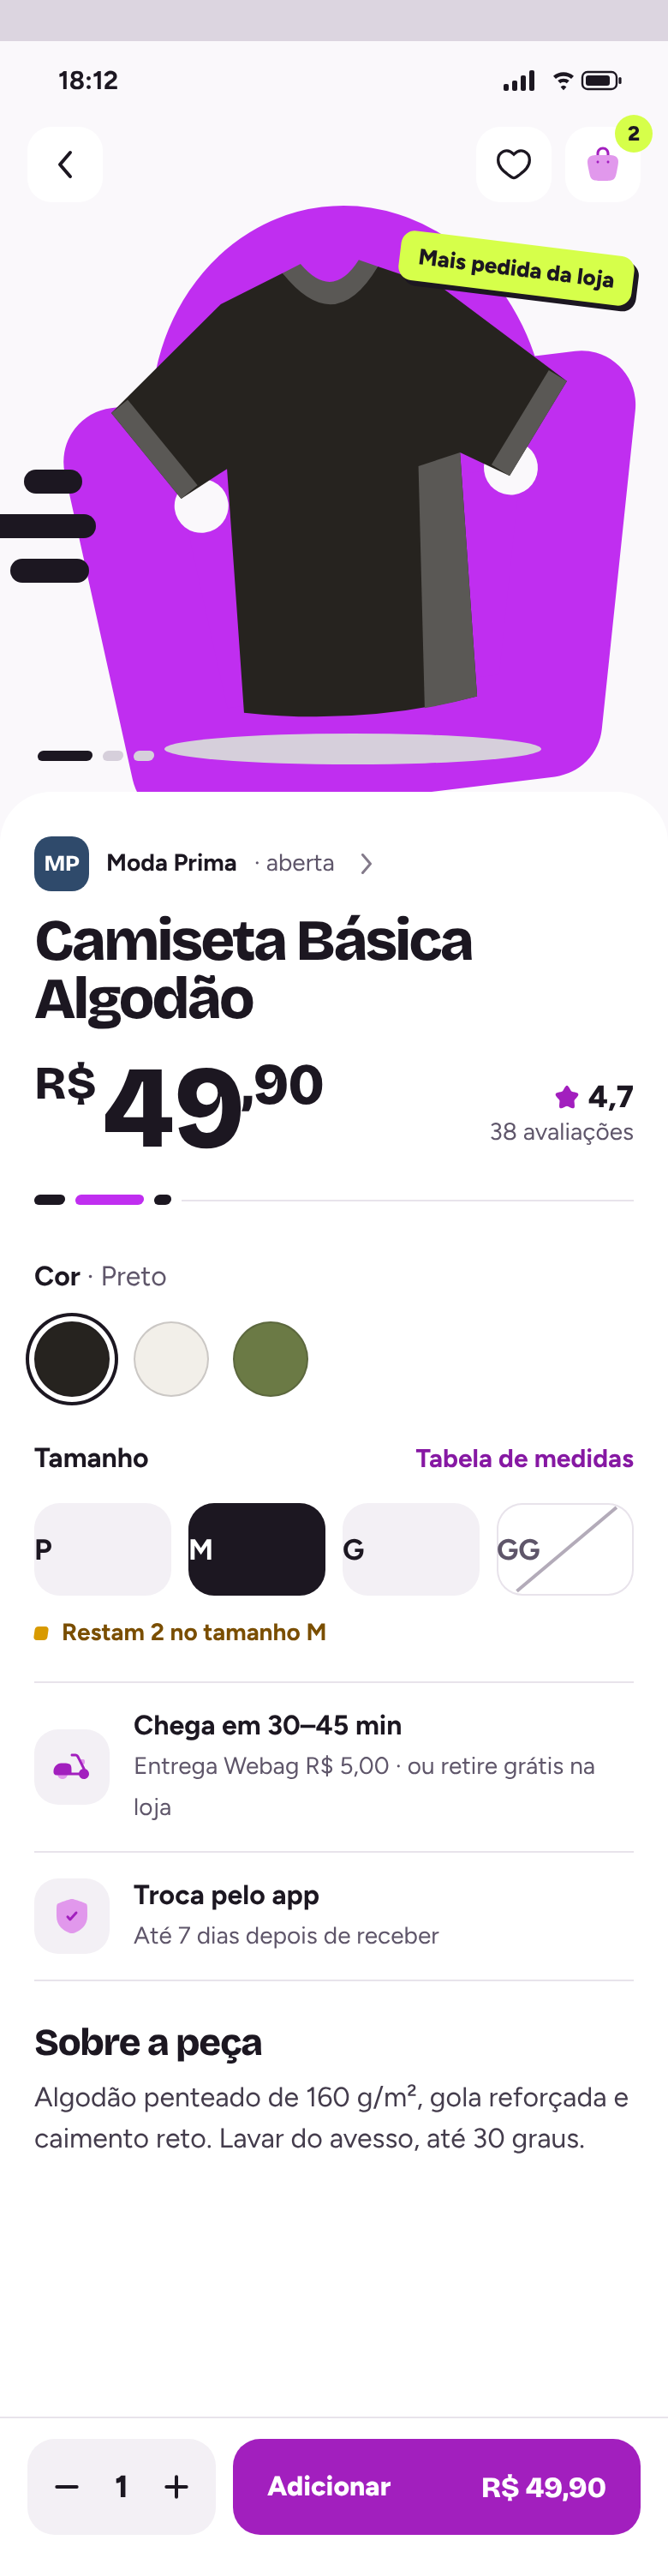 18:12
2
Mais pedida da loja
MP Moda Prima · aberta
Camiseta Básica
Algodão
R$ 49,90
4,7
38 avaliações
Cor · Preto
Tamanho Tabela de medidas
P M G GG
Restam 2 no tamanho M
Chega em 30–45 min
Entrega Webag R$ 5,00 · ou retire grátis na
loja
Troca pelo app
Até 7 dias depois de receber
Sobre a peça
Algodão penteado de 160 g/m², gola reforçada e
caimento reto. Lavar do avesso, até 30 graus.
− 1 + Adicionar R$ 49,90